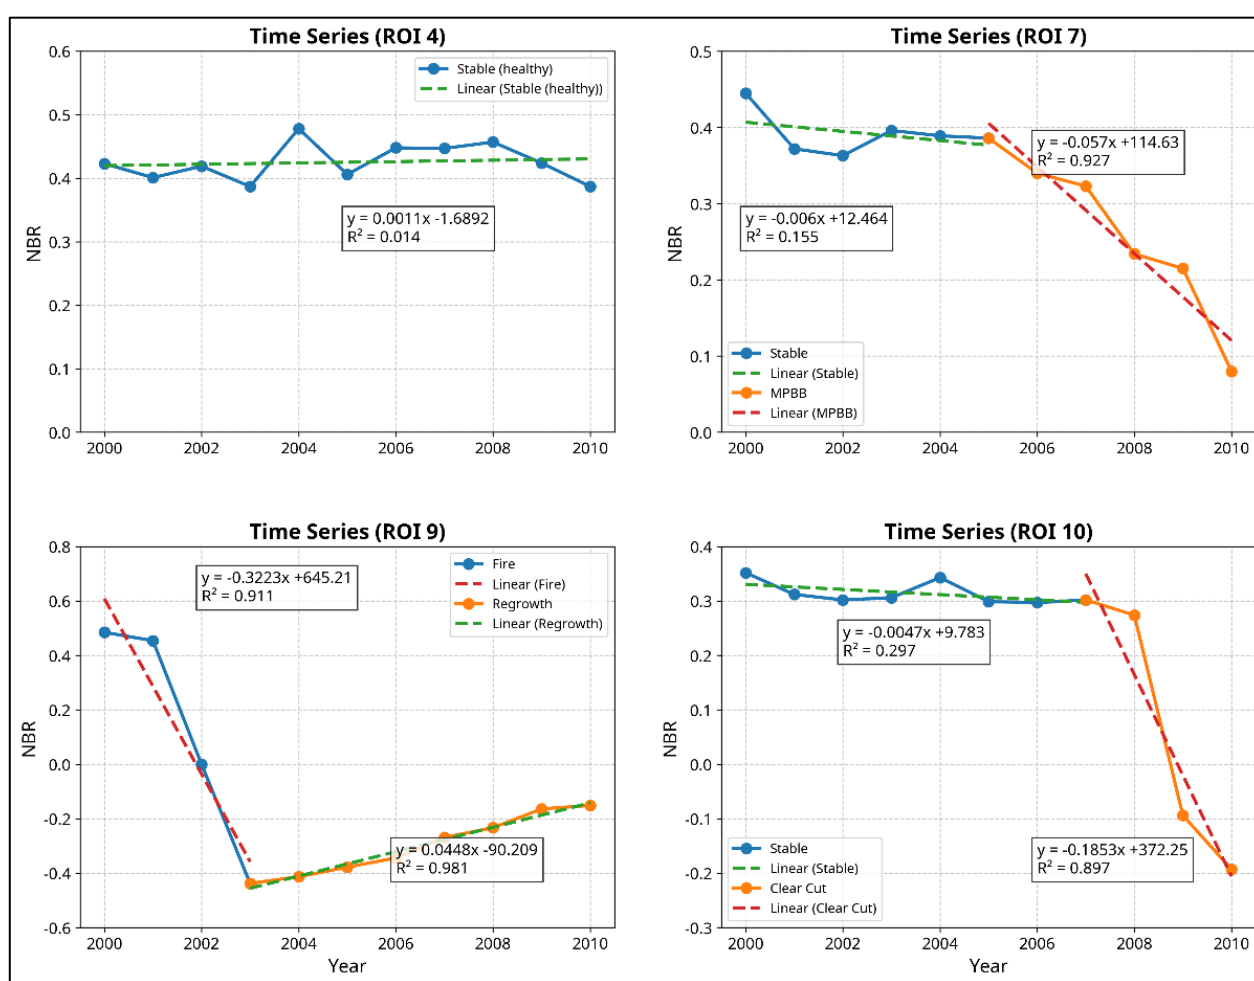 Time Series (ROI 4)
0.6
0.5
0.4
0.3
0.2
0.1
0.0
NBR
Stable (healthy)
Linear (Stable (healthy))
y = 0.0011x -1.6892
R² = 0.014
2000 2002 2004 2006 2008 2010
Time Series (ROI 7)
0.5
0.4
0.3
0.2
0.1
0.0
NBR
y = -0.057x +114.63
R² = 0.927
y = -0.006x +12.464
R² = 0.155
Stable
Linear (Stable)
MPBB
Linear (MPBB)
2000 2002 2004 2006 2008 2010
Time Series (ROI 9)
0.8
0.6
0.4
0.2
0.0
-0.2
-0.4
-0.6
NBR
y = -0.3223x +645.21
R² = 0.911
Fire
Linear (Fire)
Regrowth
Linear (Regrowth)
y = 0.0448x -90.209
R² = 0.981
2000 2002 2004 2006 2008 2010
Year
Time Series (ROI 10)
0.4
0.3
0.2
0.0
-0.1
-0.2
-0.3
NBR
y = -0.0047x +9.783
R² = 0.297
Stable
Linear (Stable)
Clear Cut
Linear (Clear Cut)
y = -0.1853x +372.25
R² = 0.897
2000 2002 2004 2006 2008 2010
Year